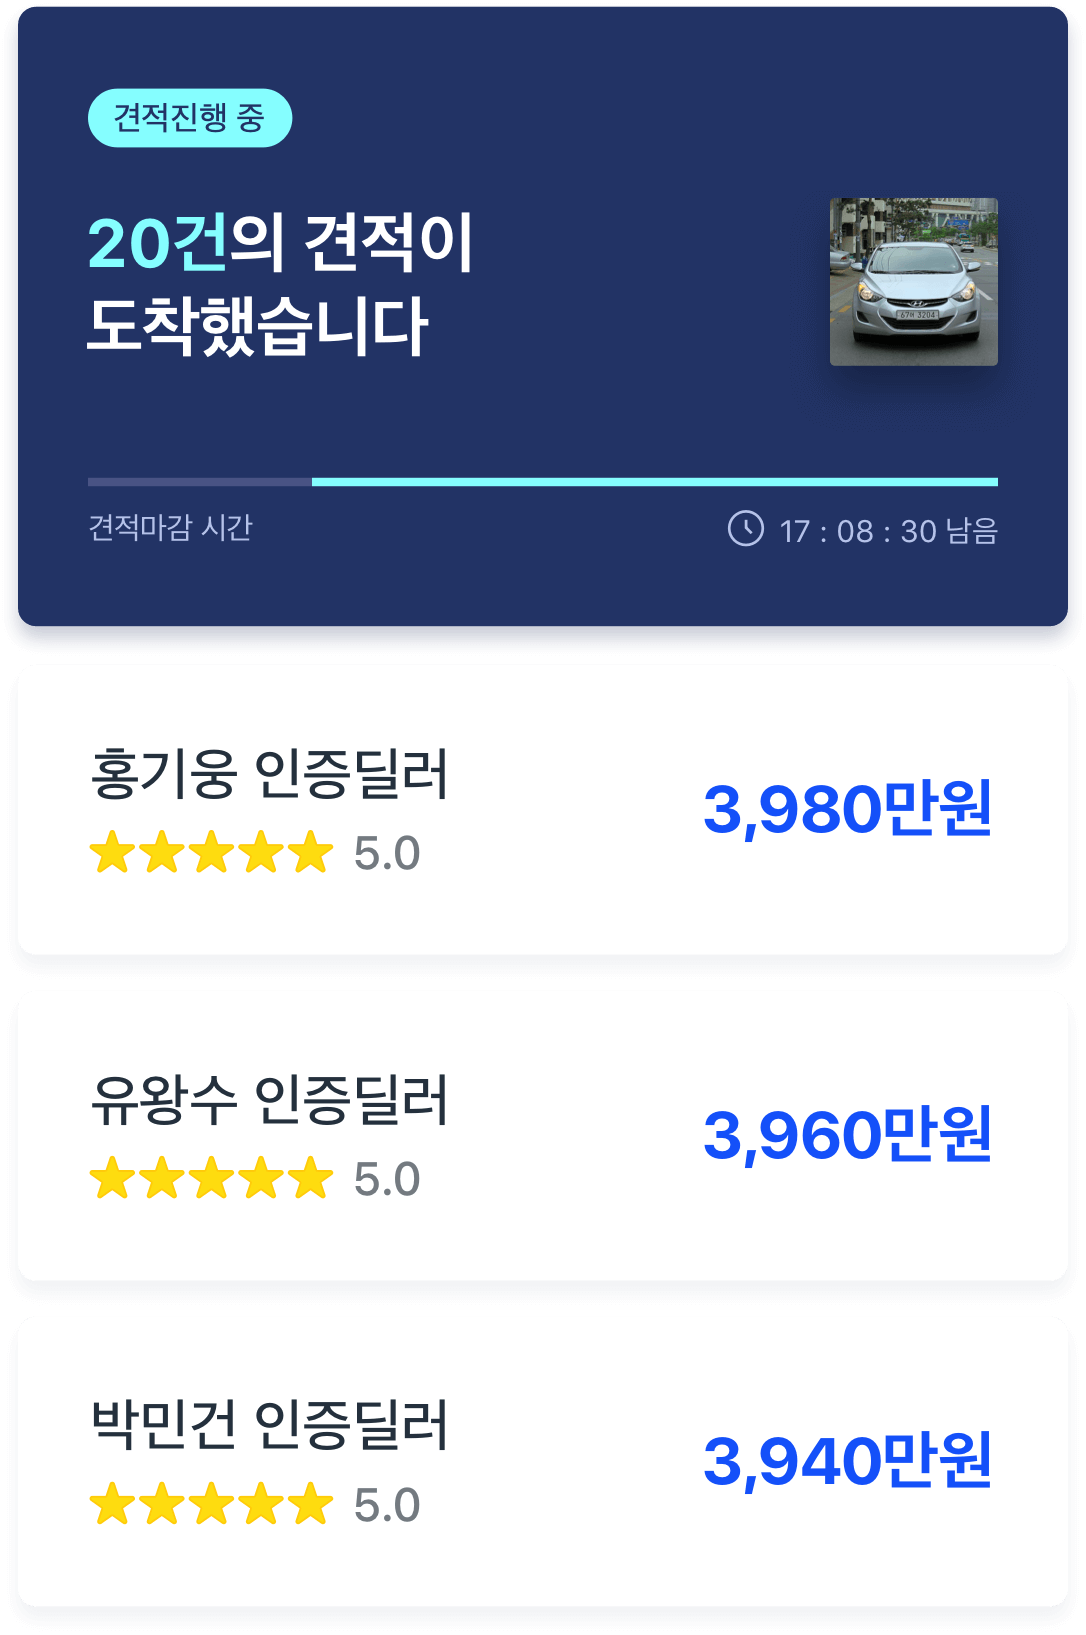 견적진행 중
20건의 견적이
도착했습니다
견적마감 시간
17 : 08 : 30 남음
홍기웅 인증딜러
5.0
3,980만원
유왕수 인증딜러
5.0
3,960만원
박민건 인증딜러
5.0
3,940만원